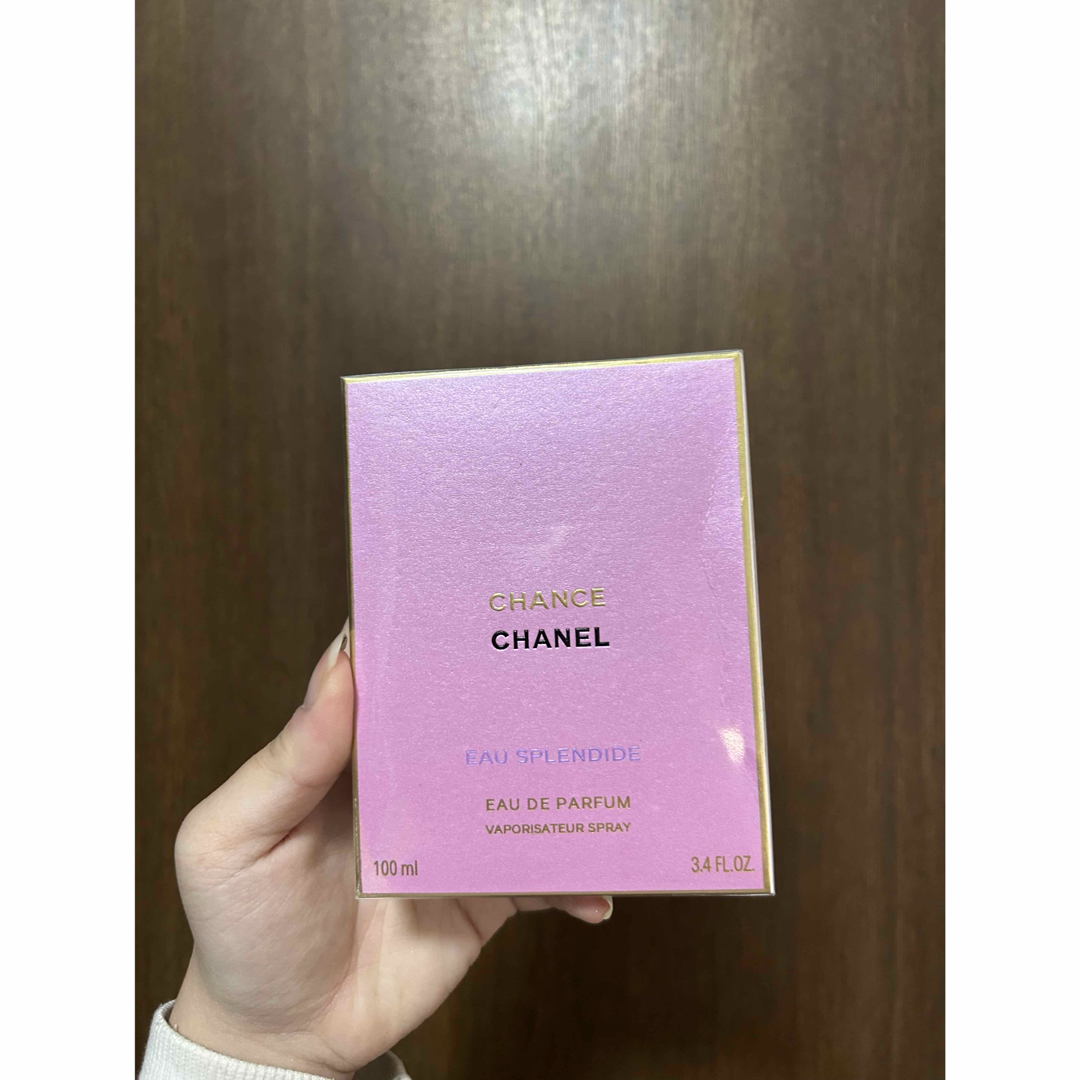 CHANCE
CHANEL
EAU SPLENDIDE
EAU DE PARFUM
VAPORISATEUR SPRAY
100 ml
3.4 FL.OZ.